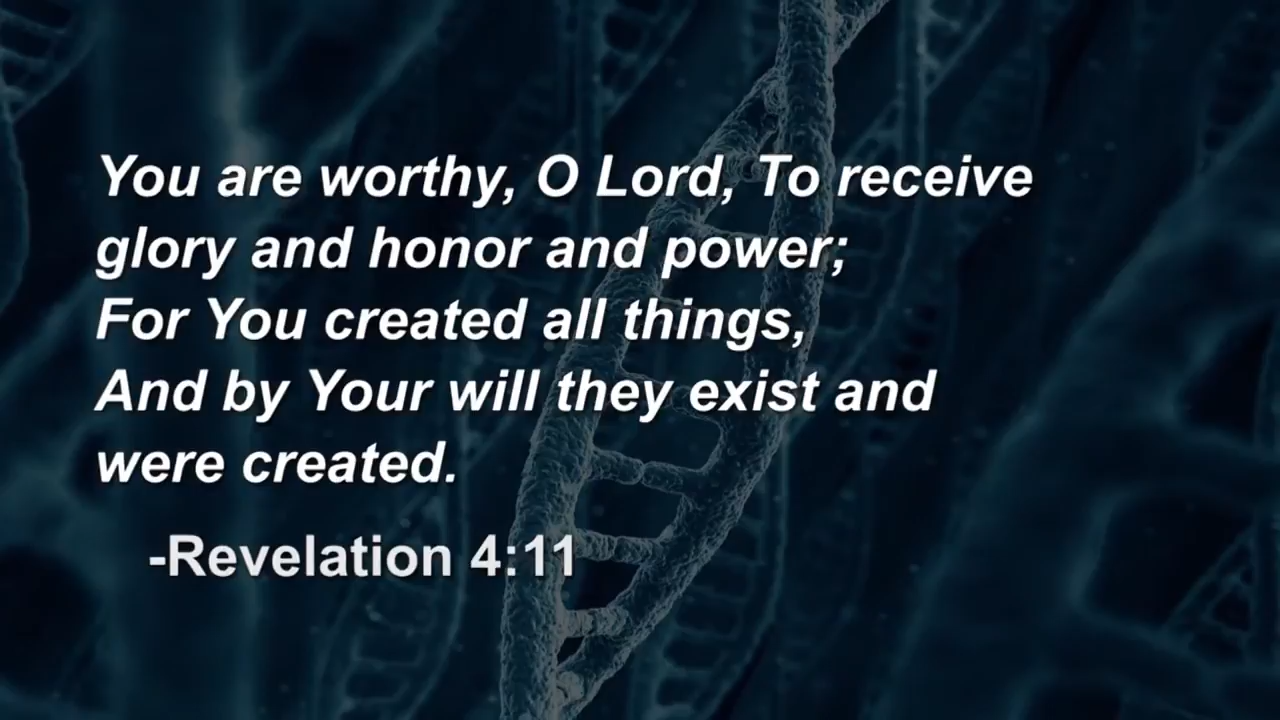 You are worthy, O Lord, To receive
glory and honor and power;
For You created all things,
And by Your will they exist and
were created.
-Revelation 4:11